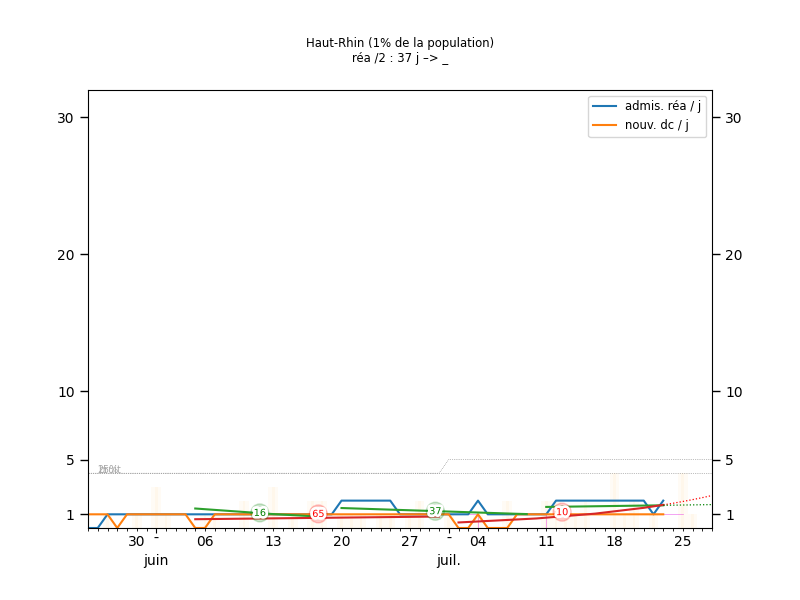 Haut-Rhin (1% de la population)
réa /2 : 37 j –> _
admis. réa / j
nouv. dc / j
30 30
20 20
10 10
5 5
1 1
16 65 37 10
30 - 06 13 20 27 - 04 11 18 25
juin juil.